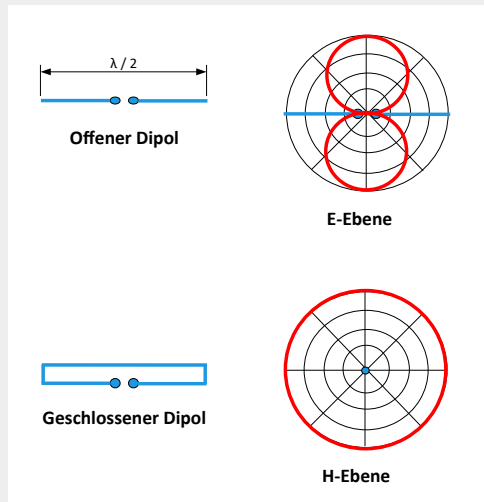 λ / 2
Offener Dipol
E-Ebene
Geschlossener Dipol
H-Ebene